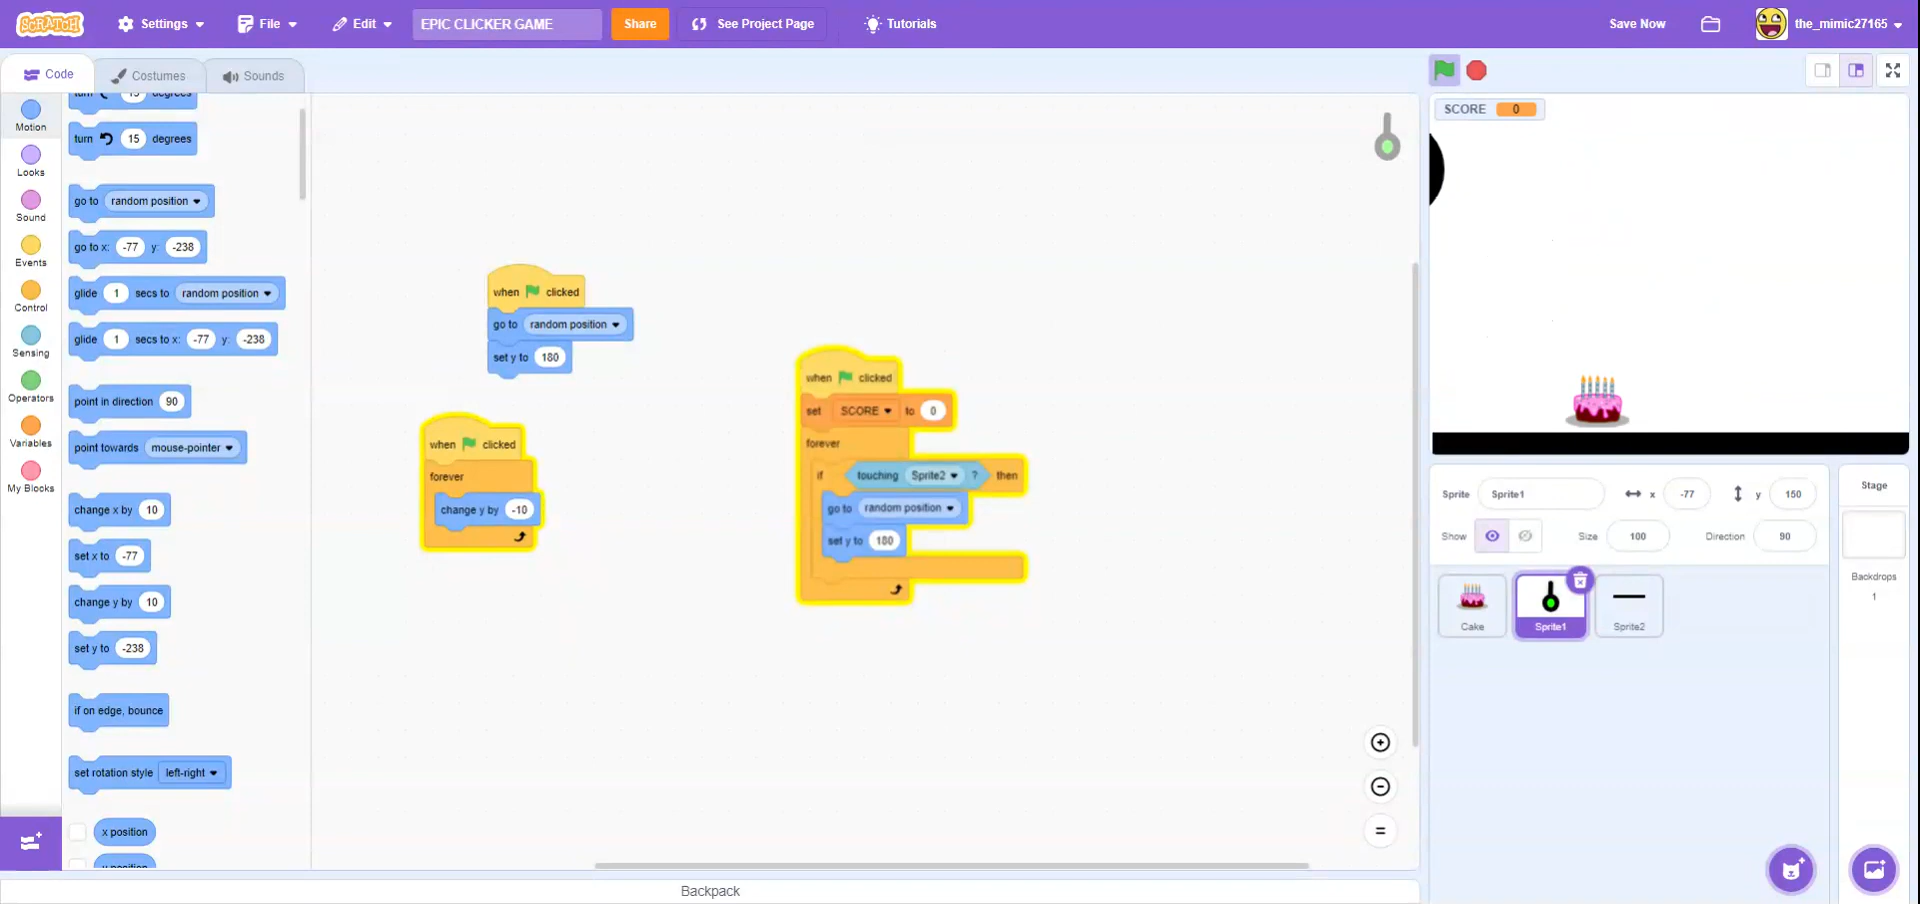 SCRATCH
Settings
File
Edit
EPIC CLICKER GAME
Share
See Project Page
Tutorials
Save Now
the_mimic27165
Code
Costumes
Sounds
Motion
Looks
Sound
Events
Control
Sensing
Operators
Variables
My Blocks
turn 15 degrees
turn 15 degrees
go to random position
go to x: -77 y: -238
glide 1 secs to random position
glide 1 secs to x: -77 y: -238
point in direction 90
point towards mouse-pointer
change x by 10
set x to -77
change y by 10
set y to -238
if on edge, bounce
set rotation style left-right
x position
y position
when clicked
go to random position
set y to 180
when clicked
forever
change y by -10
when clicked
set SCORE to 0
forever
if touching Sprite2 ? then
go to random position
set y to 180
SCORE 0
Sprite Sprite1 x -77 y 150
Show Size 100 Direction 90
Cake
Sprite1
Sprite2
Stage
Backdrops
1
Backpack